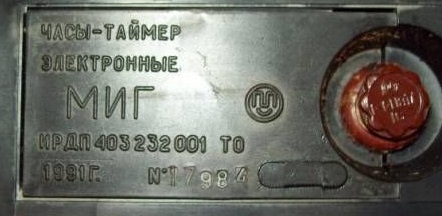 ЧАСЫ-ТАЙМЕР
ЭЛЕКТРОННЫЕ
МИГ
ИРДП 403 232 001 ТО
1991Г. №17984